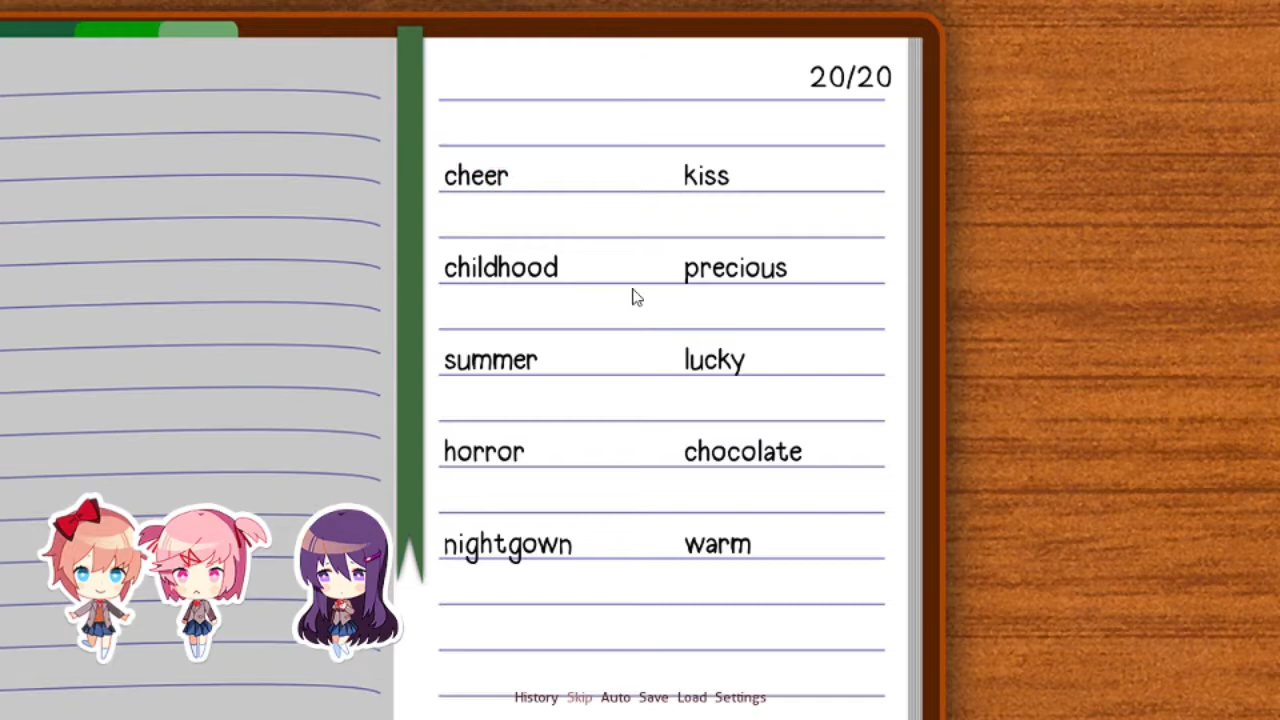 20/20
cheer kiss
childhood precious
summer lucky
horror chocolate
nightgown warm
History Skip Auto Save Load Settings